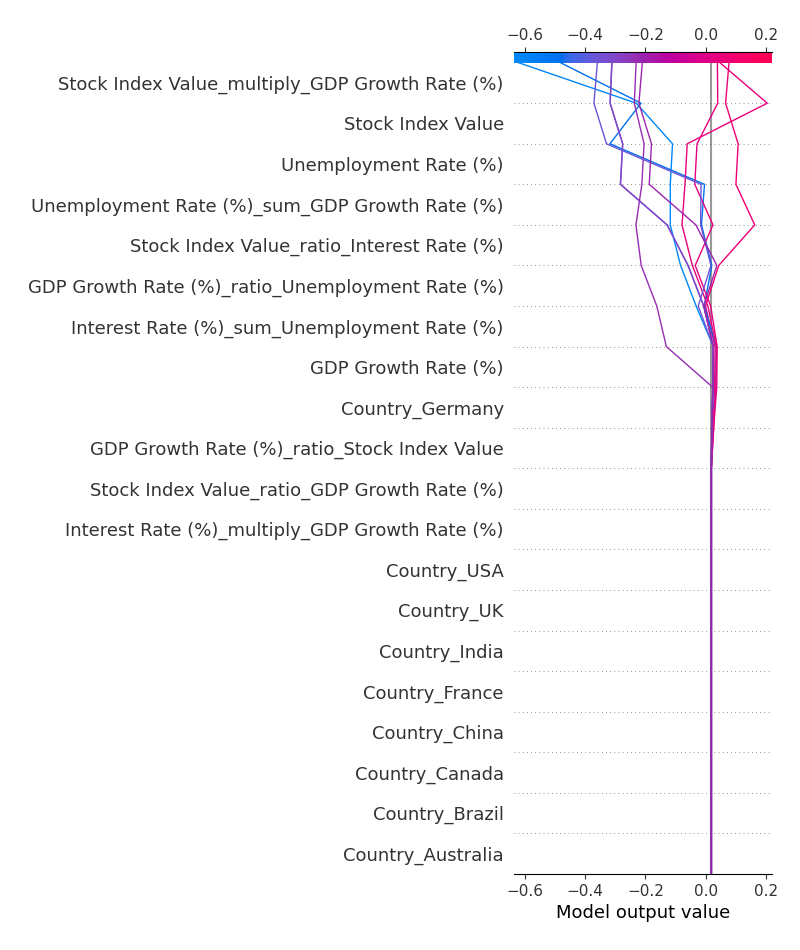 −0.6 −0.4 −0.2 0.0 0.2
Stock Index Value_multiply_GDP Growth Rate (%)
Stock Index Value
Unemployment Rate (%)
Unemployment Rate (%)_sum_GDP Growth Rate (%)
Stock Index Value_ratio_Interest Rate (%)
GDP Growth Rate (%)_ratio_Unemployment Rate (%)
Interest Rate (%)_sum_Unemployment Rate (%)
GDP Growth Rate (%)
Country_Germany
GDP Growth Rate (%)_ratio_Stock Index Value
Stock Index Value_ratio_GDP Growth Rate (%)
Interest Rate (%)_multiply_GDP Growth Rate (%)
Country_USA
Country_UK
Country_India
Country_France
Country_China
Country_Canada
Country_Brazil
Country_Australia
−0.6 −0.4 −0.2 0.0 0.2
Model output value